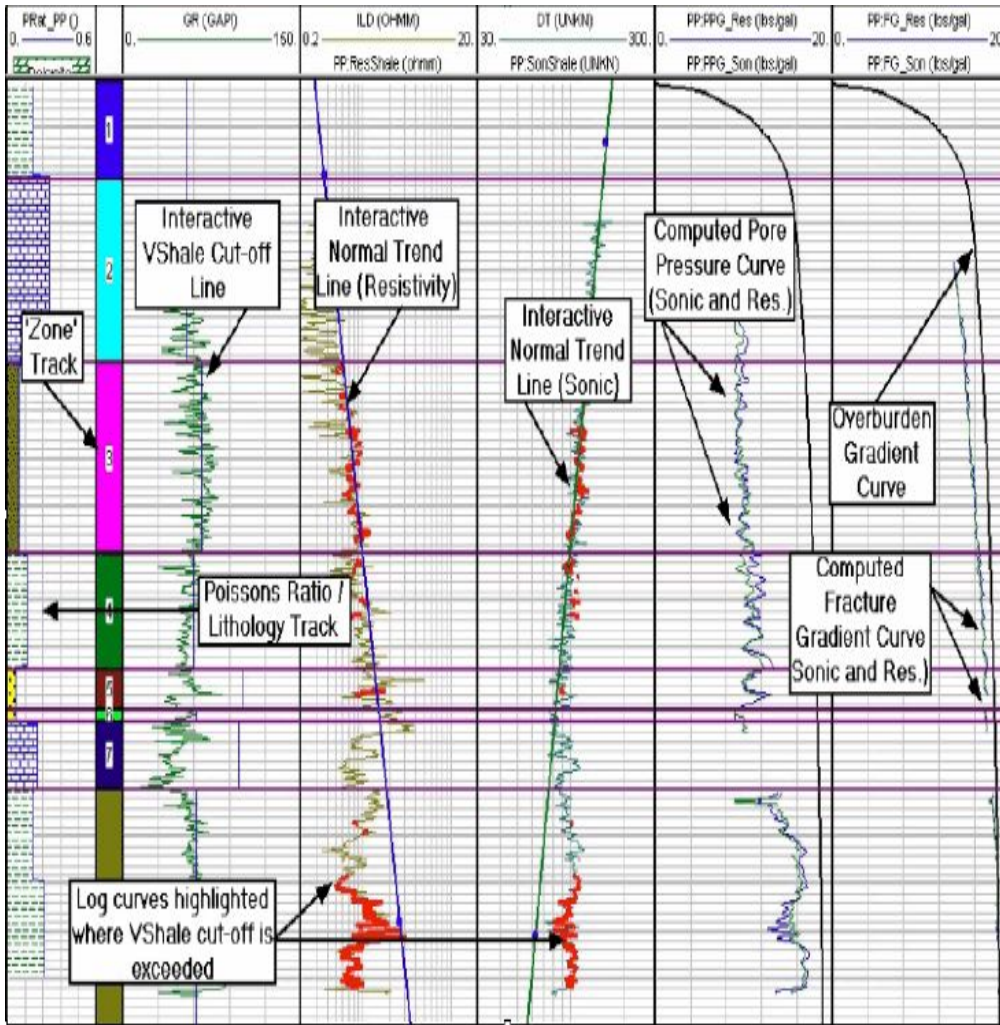 PRat_PP ()
0. 0.6
Dolomite
GR (GAPI)
0. 150.
ILD (OHMM)
0.2 20.
PP:ResShale (ohmm)
DT (UNKN)
30. 300.
PP:SonShale (UNKN)
PP:PPG_Res (lbs/gal)
0. 20.
PP:PPG_Son (lbs/gal)
PP:FG_Res (lbs/gal)
0. 20
PP:FG_Son (lbs/gal)
1
2
3
4
5
6
7
'Zone'
Track
Interactive
VShale Cut-off
Line
Interactive
Normal Trend
Line (Resistivity)
Interactive
Normal Trend
Line (Sonic)
Computed Pore
Pressure Curve
(Sonic and Res.)
Overburden
Gradient
Curve
Poissons Ratio /
Lithology Track
Computed
Fracture
Gradient Curve
Sonic and Res.)
Log curves highlighted
where VShale cut-off is
exceeded